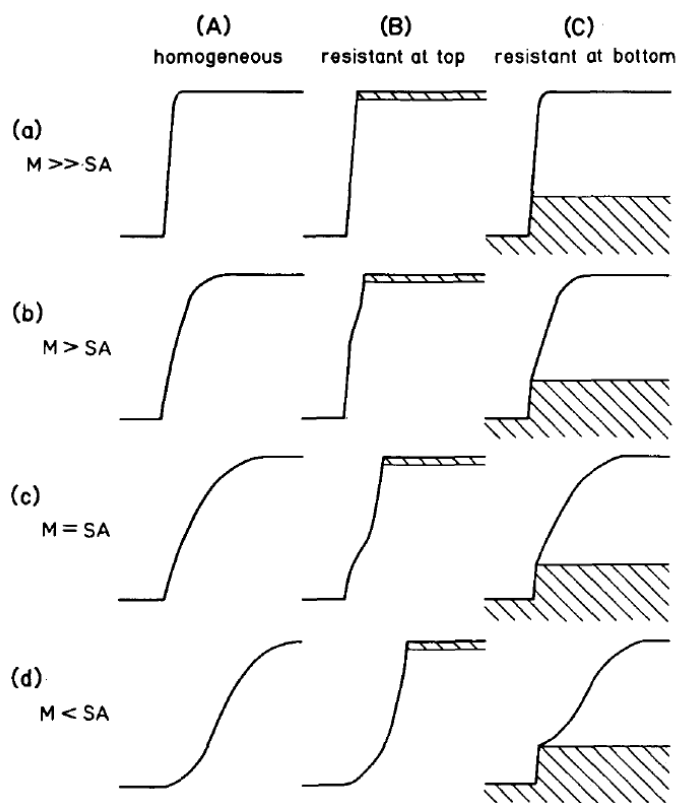 (A) (B) (C)
homogeneous resistant at top resistant at bottom
(a)
M >> SA
(b)
M > SA
(c)
M = SA
(d)
M < SA